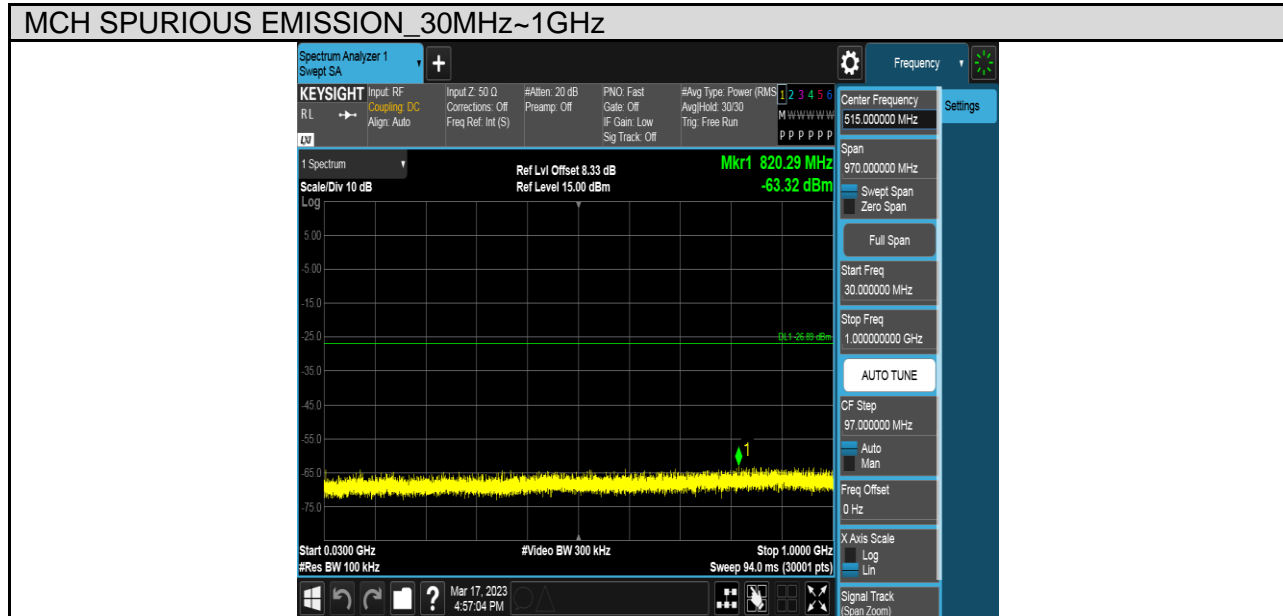 MCH SPURIOUS EMISSION_30MHz~1GHz
Spectrum Analyzer 1
Swept SA
+
Frequency
KEYSIGHT
RL
LXI
Input: RF
Coupling: DC
Align: Auto
Input Z: 50 Ω
Corrections: Off
Freq Ref: Int (S)
#Atten: 20 dB
Preamp: Off
PNO: Fast
Gate: Off
IF Gain: Low
Sig Track: Off
#Avg Type: Power (RMS
Avg|Hold: 30/30
Trig: Free Run
1 2 3 4 5 6
M W W W W W
P P P P P P
1 Spectrum
Scale/Div 10 dB
Ref Lvl Offset 8.33 dB
Ref Level 15.00 dBm
Mkr1 820.29 MHz
-63.32 dBm
Log
5.00
-5.00
-15.0
-25.0
-35.0
-45.0
-55.0
-65.0
-75.0
DL1 -26.89 dBm
1
Start 0.0300 GHz
#Res BW 100 kHz
#Video BW 300 kHz
Stop 1.0000 GHz
Sweep 94.0 ms (30001 pts)
?
Mar 17, 2023
4:57:04 PM
Center Frequency
515.000000 MHz
Span
970.000000 MHz
Swept Span
Zero Span
Full Span
Start Freq
30.000000 MHz
Stop Freq
1.000000000 GHz
AUTO TUNE
CF Step
97.000000 MHz
Auto
Man
Freq Offset
0 Hz
X Axis Scale
Log
Lin
Signal Track
(Span Zoom)
Settings